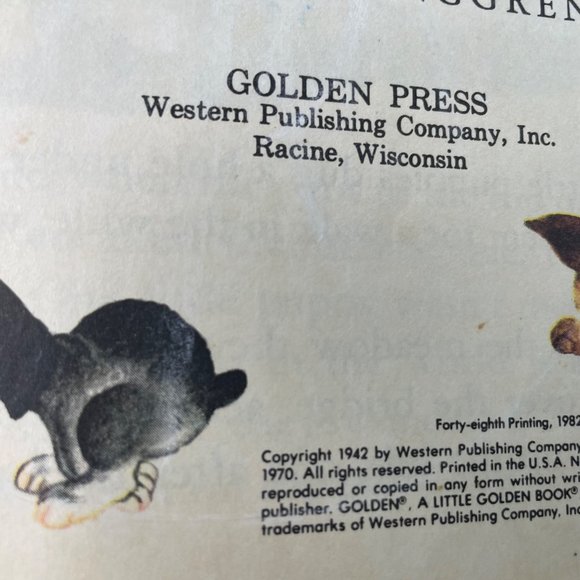 GOLDEN PRESS
Western Publishing Company, Inc.
Racine, Wisconsin
Forty-eighth Printing, 1982
Copyright 1942 by Western Publishing Company
1970. All rights reserved. Printed in the U.S.A. N
reproduced or copied in any form without wri
publisher. GOLDEN®, A LITTLE GOLDEN BOOK®
trademarks of Western Publishing Company, Inc